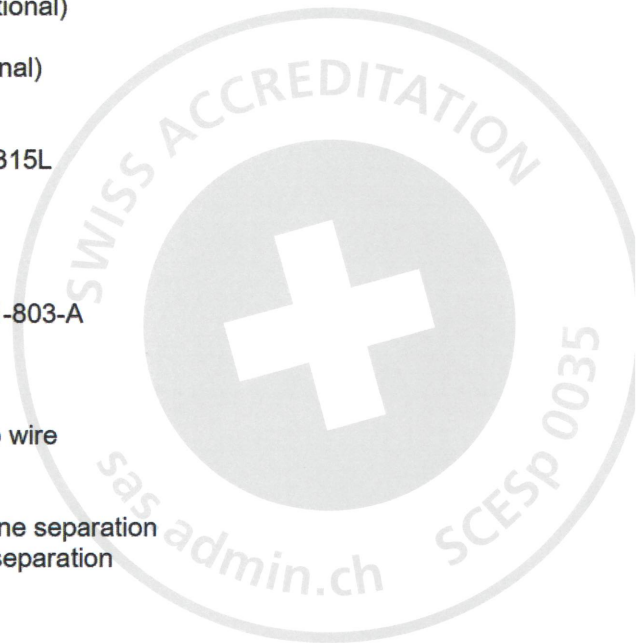 tional)
nal)
315L
-803-A
wire
ne separation
separation
SWISS ACCREDITATION
sas.admin.ch
SCESp 0035